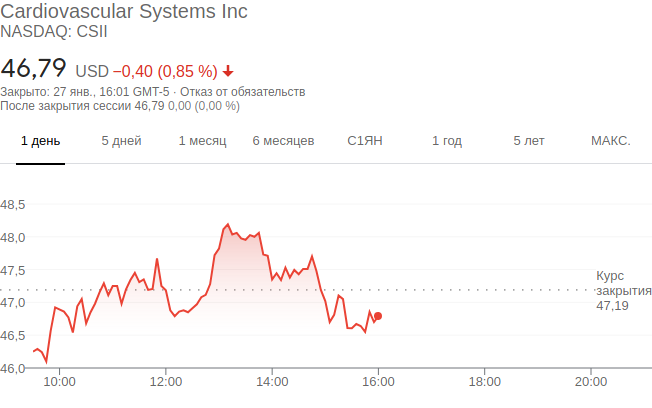 Cardiovascular Systems Inc
NASDAQ: CSII
46,79 USD −0,40 (0,85 %)
Закрыто: 27 янв., 16:01 GMT-5 · Отказ от обязательств
После закрытия сессии 46,79 0,00 (0,00 %)
1 день 5 дней 1 месяц 6 месяцев С1ЯН 1 год 5 лет МАКС.
48,5
48,0
47,5
Курс
закрытия
47,19
47,0
46,5
46,0
10:00 12:00 14:00 16:00 18:00 20:00